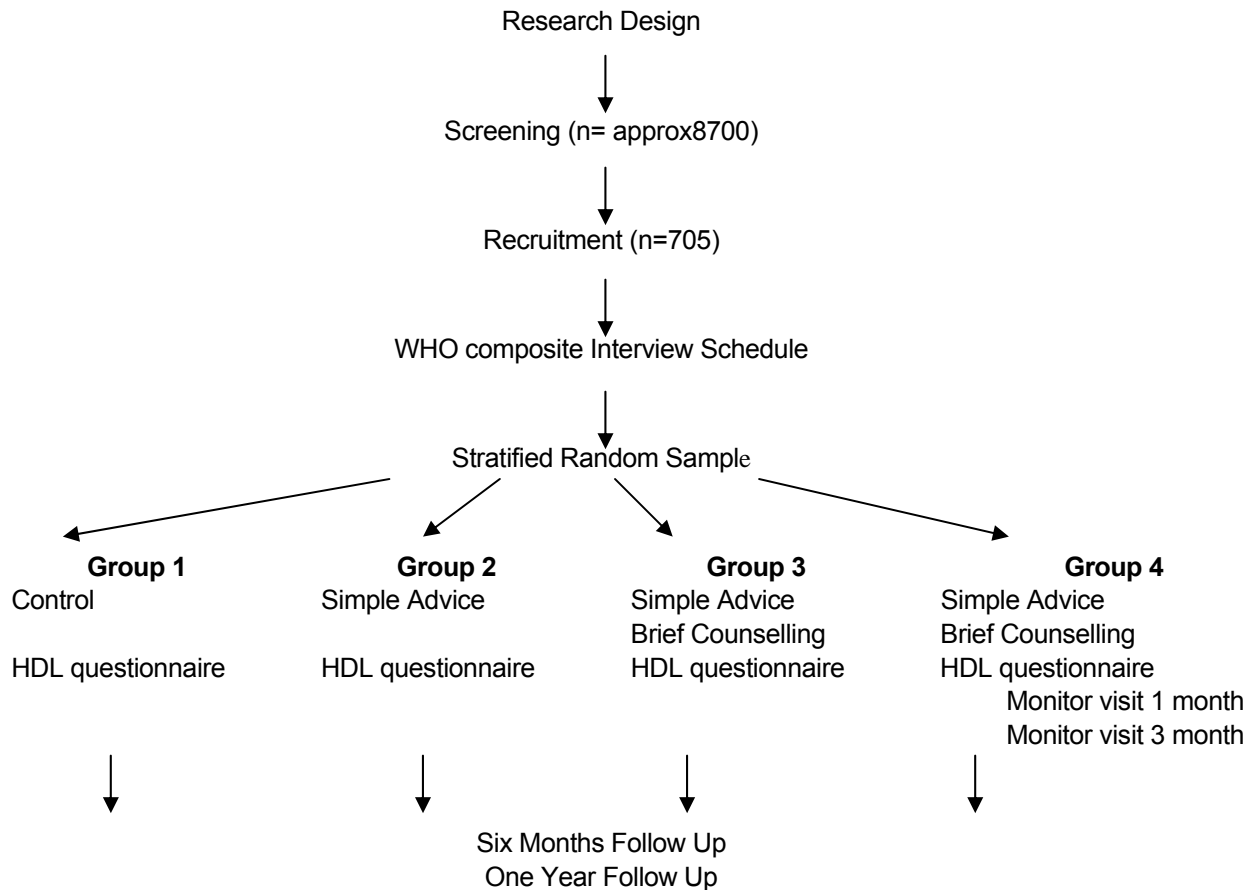 Research Design
Screening (n= approx8700)
Recruitment (n=705)
WHO composite Interview Schedule
Stratified Random Sample
Group 1
Control
HDL questionnaire
Group 2
Simple Advice
HDL questionnaire
Group 3
Simple Advice
Brief Counselling
HDL questionnaire
Group 4
Simple Advice
Brief Counselling
HDL questionnaire
Monitor visit 1 month
Monitor visit 3 month
Six Months Follow Up
One Year Follow Up